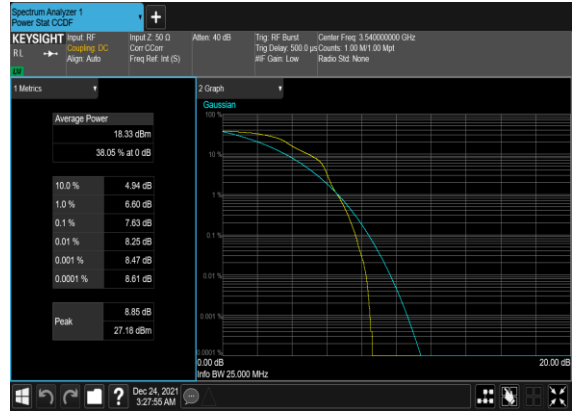 Spectrum Analyzer 1
Power Stat CCDF
KEYSIGHT
RL
Input: RF
Coupling: DC
Align: Auto
Input Z: 50 Ω
Corr CCorr
Freq Ref: Int (S)
Atten: 40 dB
Trig: RF Burst
Trig Delay: 500.0 µs
#IF Gain: Low
Center Freq: 3.540000000 GHz
Counts: 1.00 M/1.00 Mpt
Radio Std: None
1 Metrics
Average Power
18.33 dBm
38.05 % at 0 dB
10.0 % 4.94 dB
1.0 % 6.60 dB
0.1 % 7.63 dB
0.01 % 8.25 dB
0.001 % 8.47 dB
0.0001 % 8.61 dB
Peak
8.85 dB
27.18 dBm
2 Graph
Gaussian
100 %
10 %
1 %
0.1 %
0.01 %
0.001 %
0.0001 %
0.00 dB
20.00 dB
Info BW 25.000 MHz
?
Dec 24, 2021
3:27:55 AM